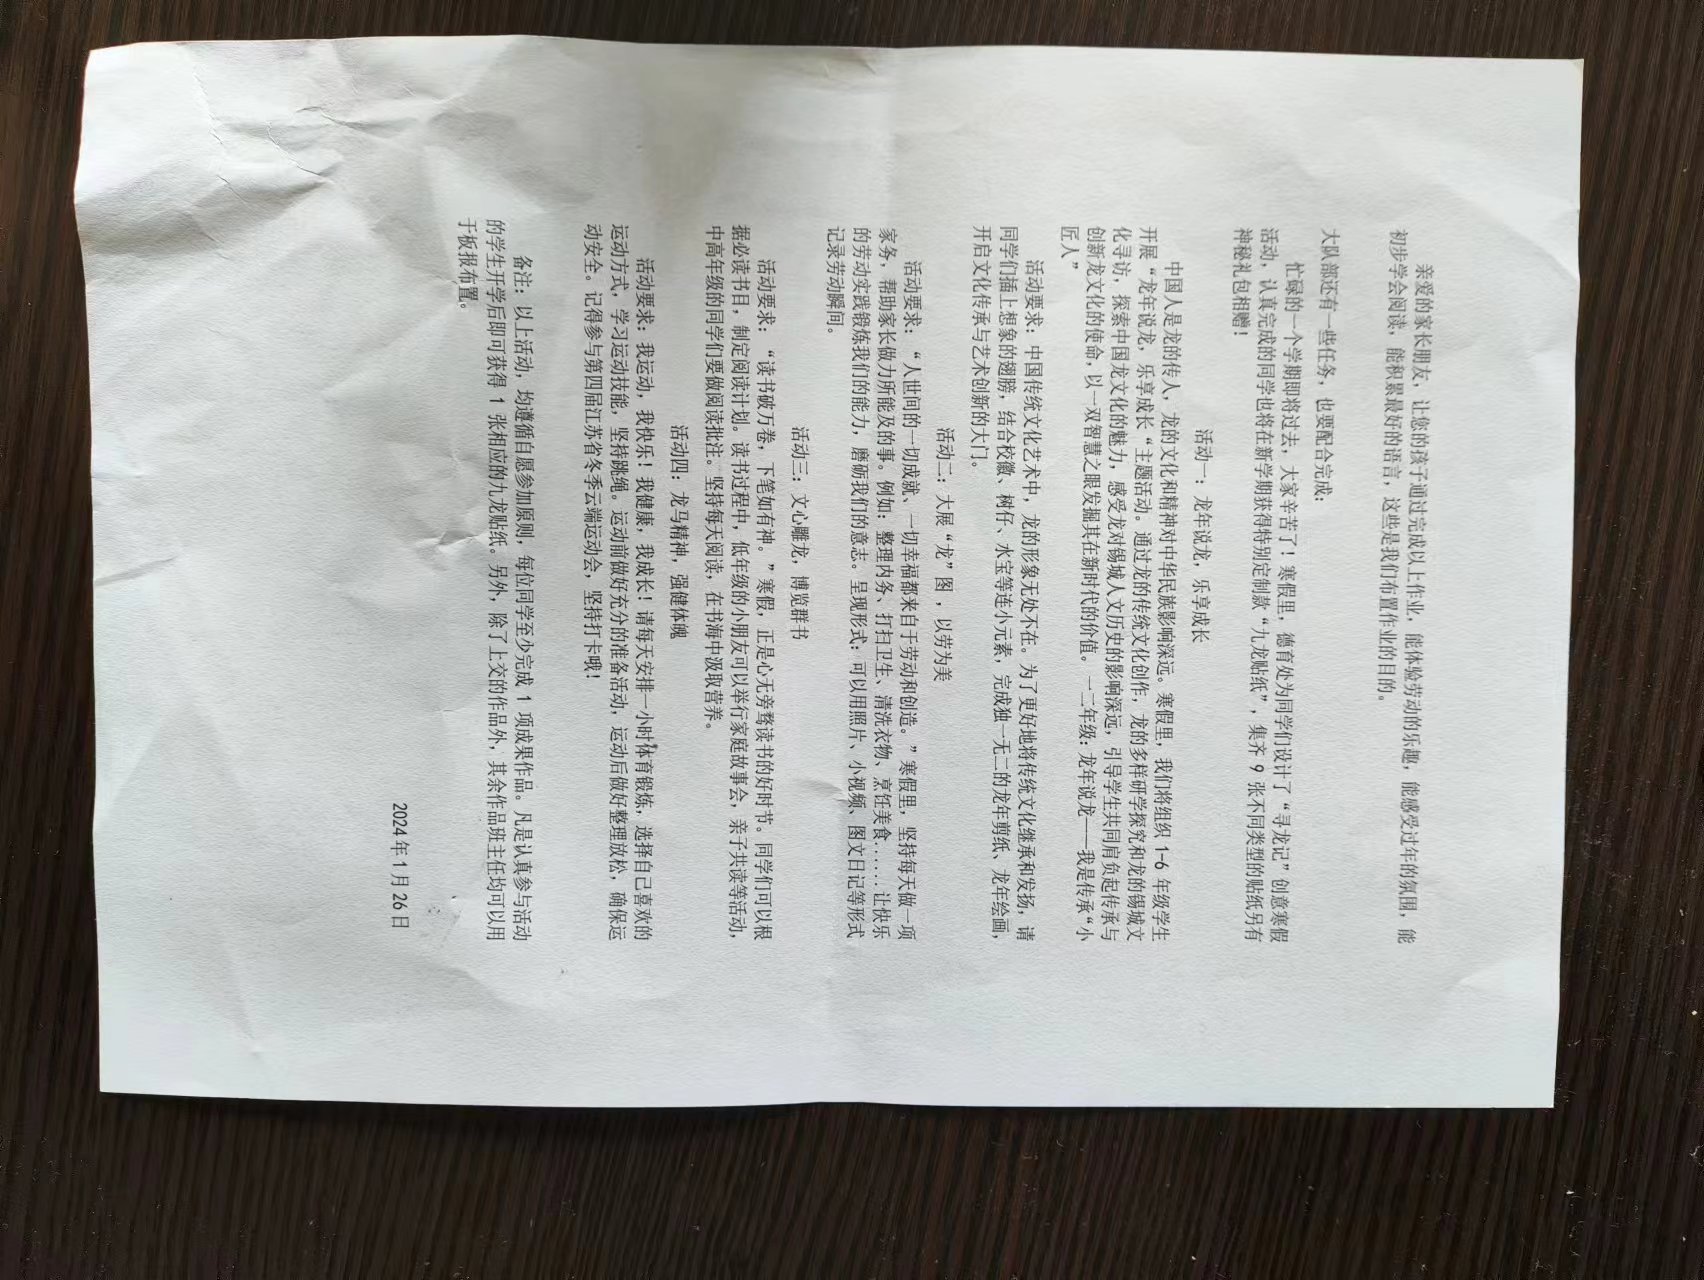 亲爱的家长朋友，让您的孩子通过完成以上作业，能体验劳动的乐趣，能感受过年的氛围，能
初步学会阅读，能积累最好的语言，这些是我们布置作业的目的。
大队部还有一些任务，也要配合完成：
忙碌的一个学期即将过去，大家辛苦了！寒假里，德育处为同学们设计了“寻龙记”创意寒假
活动，认真完成的同学也将在新学期获得特别定制款“九龙贴纸”，集齐 9 张不同类型的贴纸另有
神秘礼包相赠！
活动一：龙年说龙，乐享成长
中国人是龙的传人，龙的文化和精神对中华民族影响深远。寒假里，我们将组织 1-6 年级学生
开展“龙年说龙，乐享成长“主题活动。通过龙的传统文化创作，龙的多样研学探究和龙的锡城文
化寻访，探索中国龙文化的魅力，感受龙对锡城人文历史的影响深远，引导学生共同肩负起传承与
创新龙文化的使命，以一双智慧之眼发掘其在新时代的价值。一二年级：龙年说龙——我是传承“小
匠人”
活动要求：中国传统文化艺术中，龙的形象无处不在。为了更好地将传统文化继承和发扬，请
同学们插上想象的翅膀，结合校徽、树仔、水宝等连小元素，完成独一无二的龙年剪纸、龙年绘画，
开启文化传承与艺术创新的大门。
活动二：大展“龙”图，以劳为美
活动要求：“人世间的一切成就、一切幸福都来自于劳动和创造。”寒假里，坚持每天做一项
家务，帮助家长做力所能及的事。例如：整理内务、打扫卫生、清洗衣物、烹饪美食......让快乐
的劳动实践锻炼我们的能力，磨砺我们的意志。呈现形式：可以用照片、小视频、图文日记等形式
记录劳动瞬间。
活动三：文心雕龙，博览群书
活动要求：“读书破万卷，下笔如有神。”寒假，正是心无旁骛读书的好时节。同学们可以根
据必读书目，制定阅读计划。读书过程中，低年级的小朋友可以举行家庭故事会，亲子共读等活动，
中高年级的同学们要做阅读批注。坚持每天阅读，在书海中汲取营养。
活动四：龙马精神，强健体魄
活动要求：我运动，我快乐！我健康，我成长！请每天安排一小时体育锻炼，选择自己喜欢的
运动方式，学习运动技能，坚持跳绳。运动前做好充分的准备活动，运动后做好整理放松，确保运
动安全。记得参与第四届江苏省冬季云端运动会，坚持打卡哦！
备注：以上活动，均遵循自愿参加原则，每位同学至少完成 1 项成果作品。凡是认真参与活动
的学生开学后即可获得 1 张相应的九龙贴纸。另外，除了上交的作品外，其余作品班主任均可以用
于板报布置。
2024 年 1 月 26 日